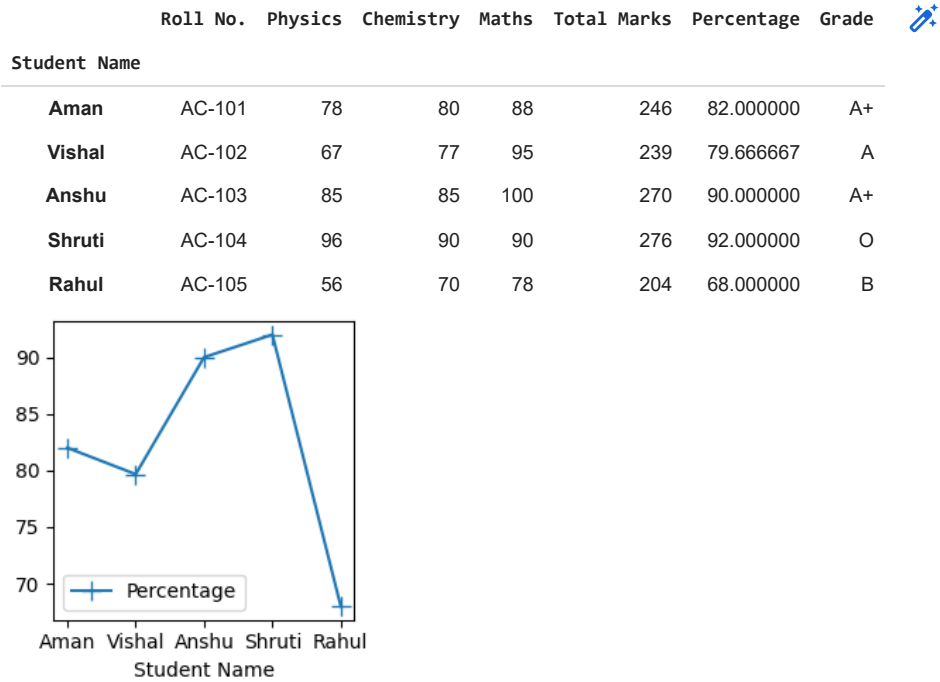 Roll No. Physics Chemistry Maths Total Marks Percentage Grade
Student Name
Aman AC-101 78 80 88 246 82.000000 A+
Vishal AC-102 67 77 95 239 79.666667 A
Anshu AC-103 85 85 100 270 90.000000 A+
Shruti AC-104 96 90 90 276 92.000000 O
Rahul AC-105 56 70 78 204 68.000000 B
90
85
80
75
70
Percentage
Aman Vishal Anshu Shruti Rahul
Student Name